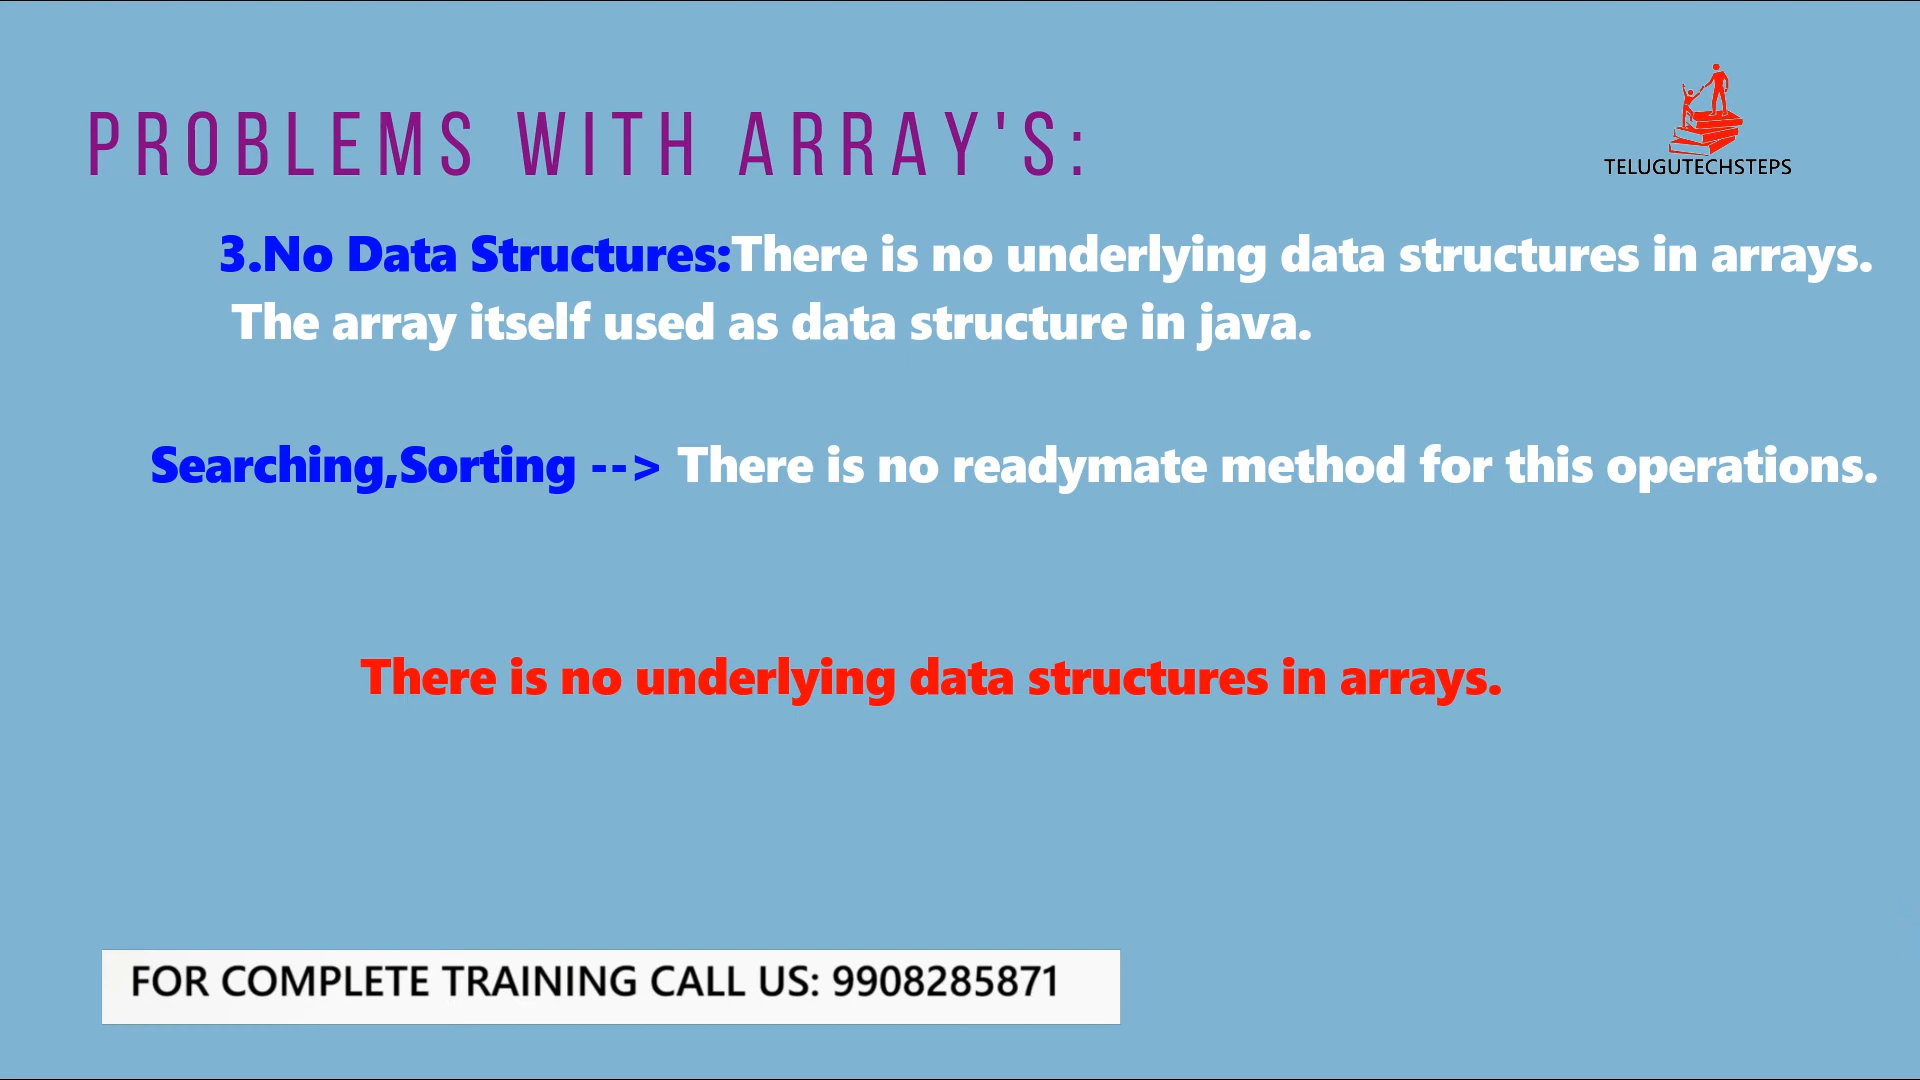 PROBLEMS WITH ARRAY'S:
TELUGUTECHSTEPS
3.No Data Structures:There is no underlying data structures in arrays.
The array itself used as data structure in java.
Searching,Sorting --> There is no readymate method for this operations.
There is no underlying data structures in arrays.
FOR COMPLETE TRAINING CALL US: 9908285871